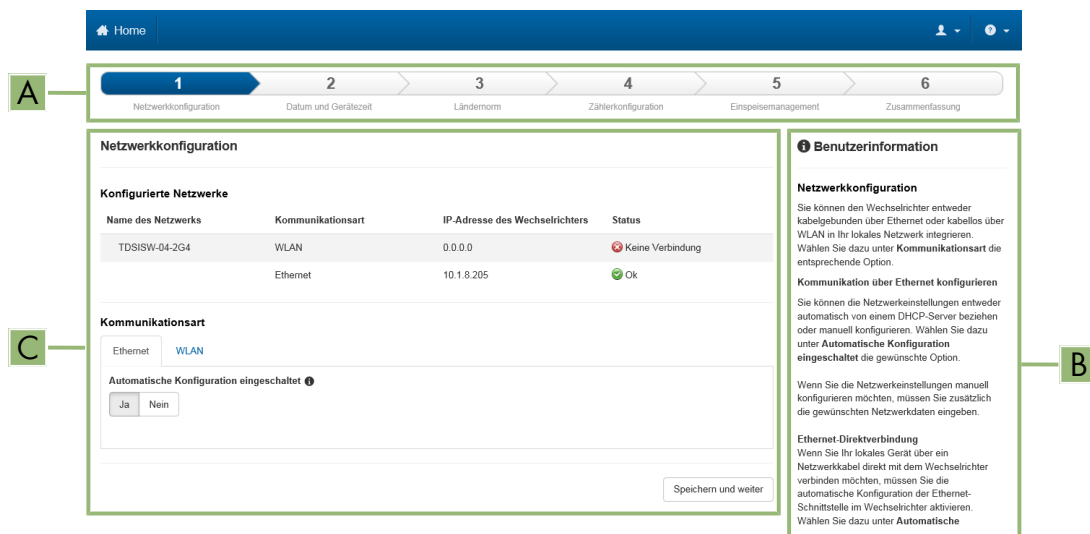 Home
A
1 2 3 4 5 6
Netzwerkkonfiguration Datum und Gerätezeit Ländernorm Zählerkonfiguration Einspeisemanagement Zusammenfassung
C
Netzwerkkonfiguration
Konfigurierte Netzwerke
Name des Netzwerks Kommunikationsart IP-Adresse des Wechselrichters Status
TDSISW-04-2G4 WLAN 0.0.0.0 Keine Verbindung
Ethernet 10.1.8.205 Ok
Kommunikationsart
Ethernet WLAN
Automatische Konfiguration eingeschaltet
Ja Nein
Speichern und weiter
B
Benutzerinformation
Netzwerkkonfiguration
Sie können den Wechselrichter entweder
kabelgebunden über Ethernet oder kabellos über
WLAN in Ihr lokales Netzwerk integrieren.
Wählen Sie dazu unter Kommunikationsart die
entsprechende Option.
Kommunikation über Ethernet konfigurieren
Sie können die Netzwerkeinstellungen entweder
automatisch von einem DHCP-Server beziehen
oder manuell konfigurieren. Wählen Sie dazu
unter Automatische Konfiguration
eingeschaltet die gewünschte Option.
Wenn Sie die Netzwerkeinstellungen manuell
konfigurieren möchten, müssen Sie zusätzlich
die gewünschten Netzwerkdaten eingeben.
Ethernet-Direktverbindung
Wenn Sie Ihr lokales Gerät über ein
Netzwerkkabel direkt mit dem Wechselrichter
verbinden möchten, müssen Sie die
automatische Konfiguration der Ethernet-
Schnittstelle im Wechselrichter aktivieren.
Wählen Sie dazu unter Automatische